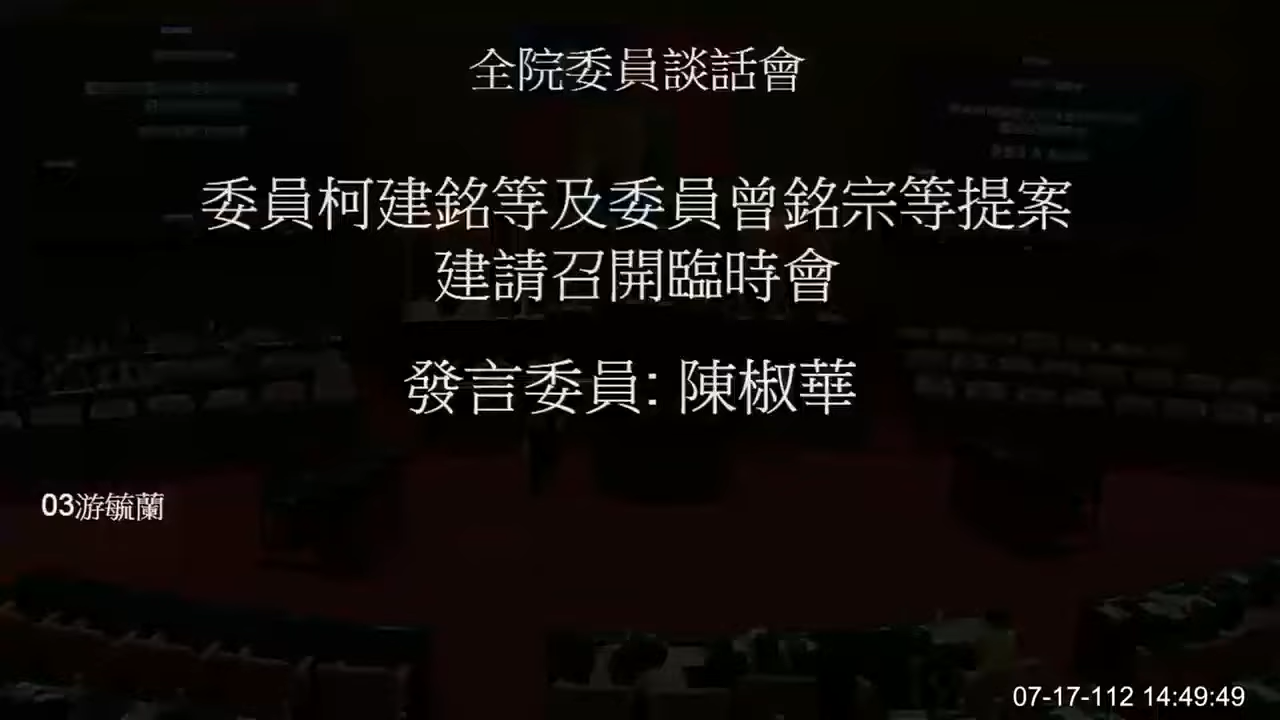 全院委員談話會
委員柯建銘等及委員曾銘宗等提案
建請召開臨時會
發言委員: 陳椒華
03游毓蘭
07-17-112 14:49:49